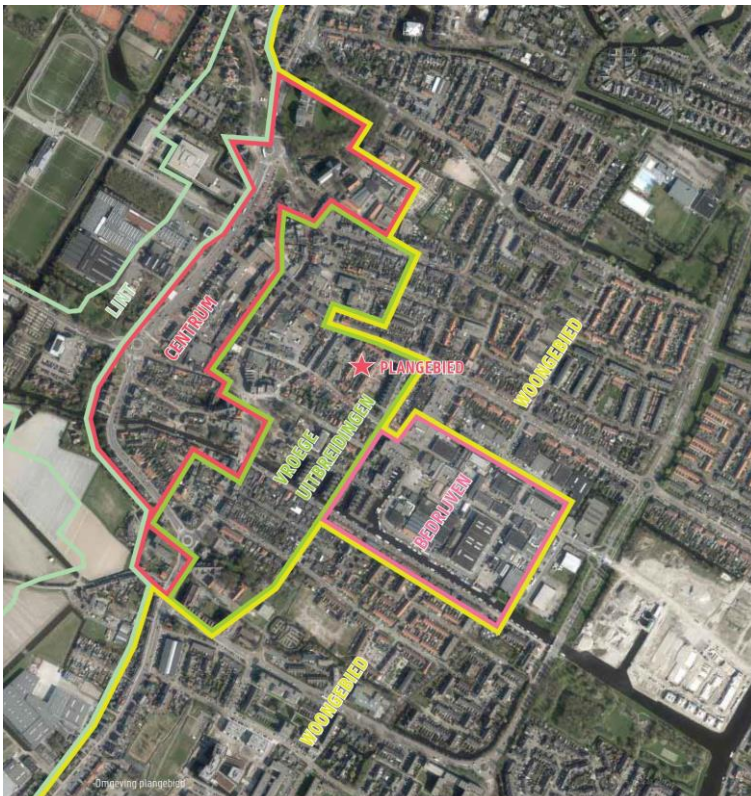 LINT
CENTRUM
PLANGEBIED
WOONGEBIED
VROEGE
UITBREIDINGEN
BEDRIJVEN
WOONGEBIED
Omgeving plangebied